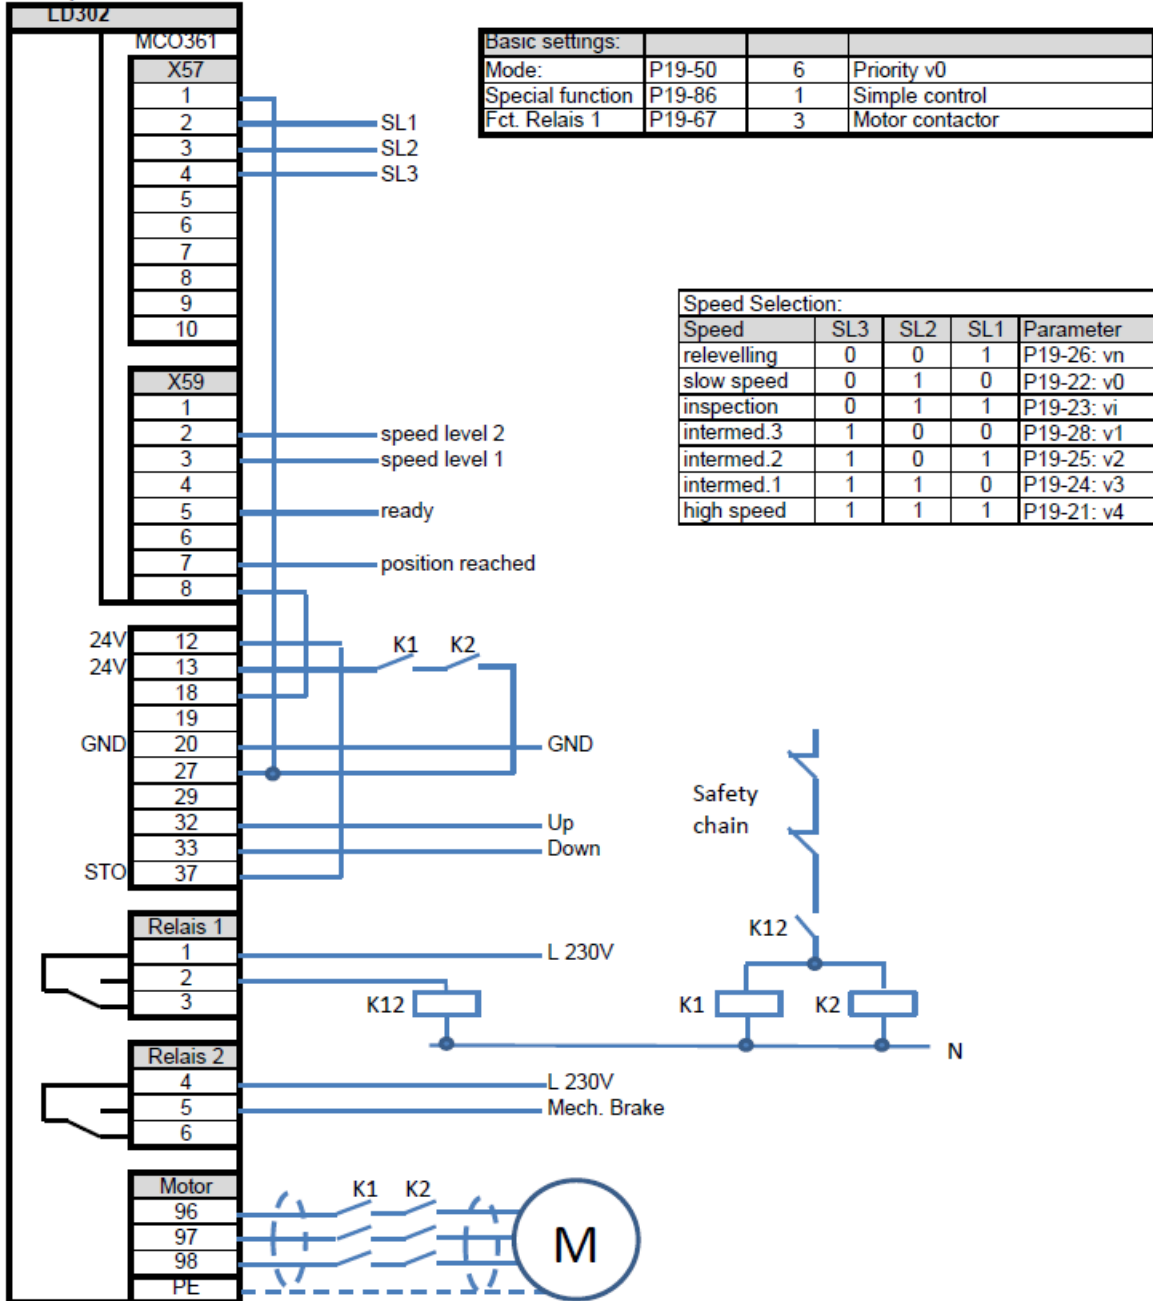 LD302
MCO361
X57
1
2 SL1
3 SL2
4 SL3
5
6
7
8
9
10
Basic settings:
Mode: P19-50 6 Priority v0
Special function P19-86 1 Simple control
Fct. Relais 1 P19-67 3 Motor contactor
Speed Selection:
Speed SL3 SL2 SL1 Parameter
relevelling 0 0 1 P19-26: vn
slow speed 0 1 0 P19-22: v0
inspection 0 1 1 P19-23: vi
intermed.3 1 0 0 P19-28: v1
intermed.2 1 0 1 P19-25: v2
intermed.1 1 1 0 P19-24: v3
high speed 1 1 1 P19-21: v4
X59
1
2 speed level 2
3 speed level 1
4
5 ready
6
7 position reached
8
24V 12
24V 13 K1 K2
18
19
GND 20 GND
27
29
32 Up
33 Down
STO 37
Safety
chain
K12
K1 K2
N
Relais 1
1 L 230V
2
3 K12
Relais 2
4 L 230V
5 Mech. Brake
6
Motor K1 K2
96
97
98
PE
M